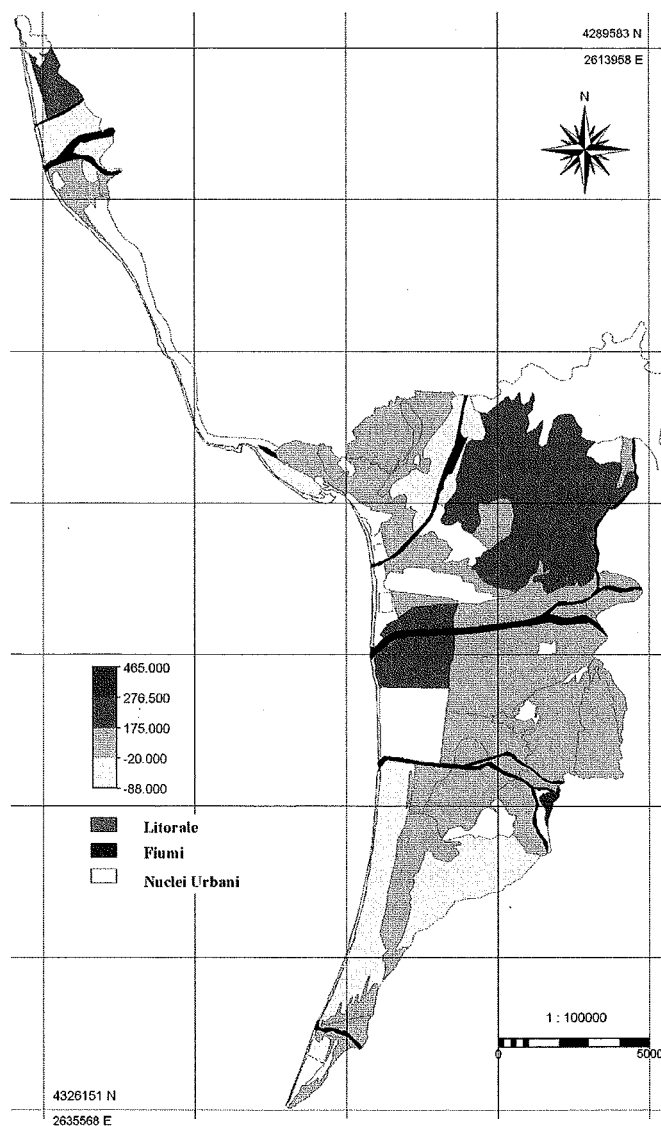 4289583 N
2613958 E
N
465.000
276.500
175.000
-20.000
-88.000
Litorale
Fiumi
Nuclei Urbani
1 : 100000
0
5000
4326151 N
2635568 E